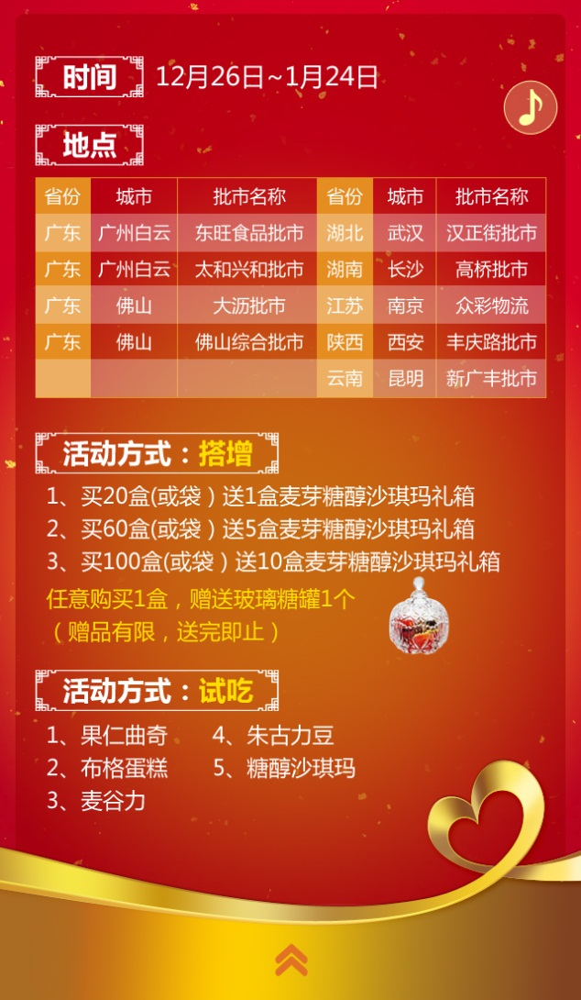 时间 12月26日~1月24日
地点
省份 城市 批市名称 省份 城市 批市名称
广东 广州白云 东旺食品批市 湖北 武汉 汉正街批市
广东 广州白云 太和兴和批市 湖南 长沙 高桥批市
广东 佛山 大沥批市 江苏 南京 众彩物流
广东 佛山 佛山综合批市 陕西 西安 丰庆路批市
云南 昆明 新广丰批市
活动方式：搭增
1、买20盒(或袋）送1盒麦芽糖醇沙琪玛礼箱
2、买60盒(或袋）送5盒麦芽糖醇沙琪玛礼箱
3、买100盒(或袋）送10盒麦芽糖醇沙琪玛礼箱
任意购买1盒，赠送玻璃糖罐1个
（赠品有限，送完即止）
活动方式：试吃
1、果仁曲奇 4、朱古力豆
2、布格蛋糕 5、糖醇沙琪玛
3、麦谷力